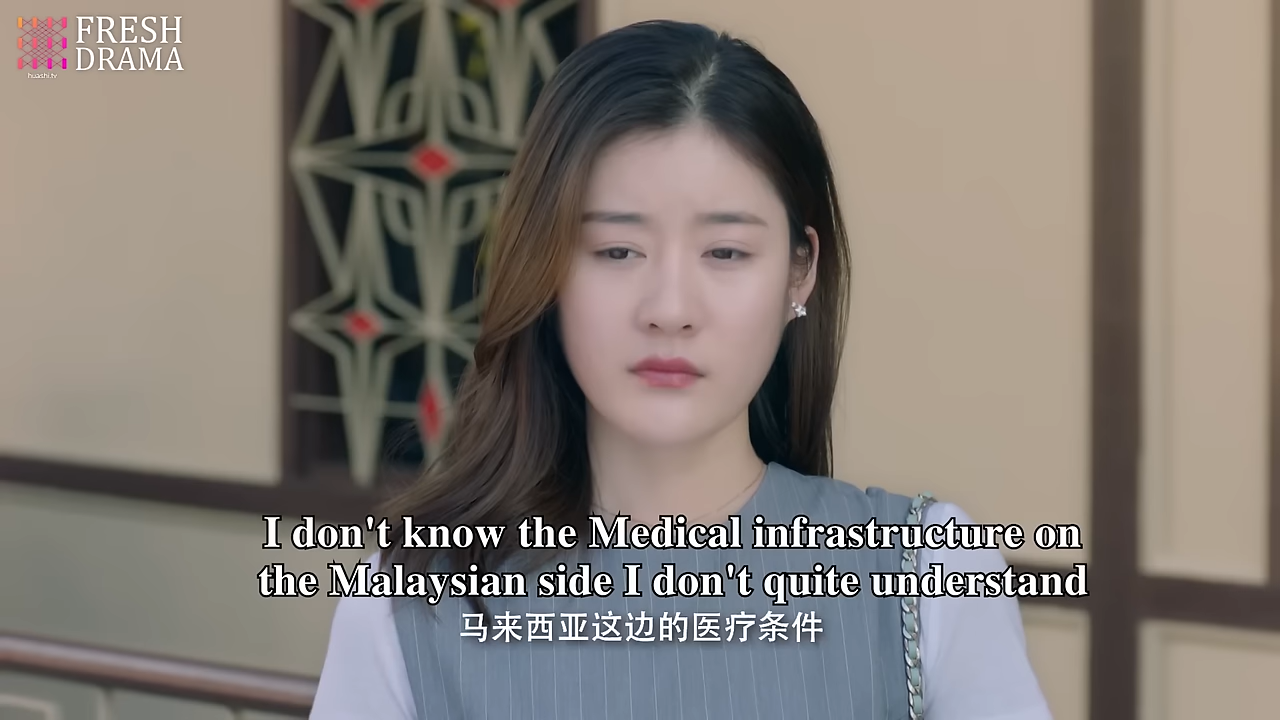 FRESH
DRAMA
huashi.tv
I don't know the Medical infrastructure on
the Malaysian side I don't quite understand
马来西亚这边的医疗条件